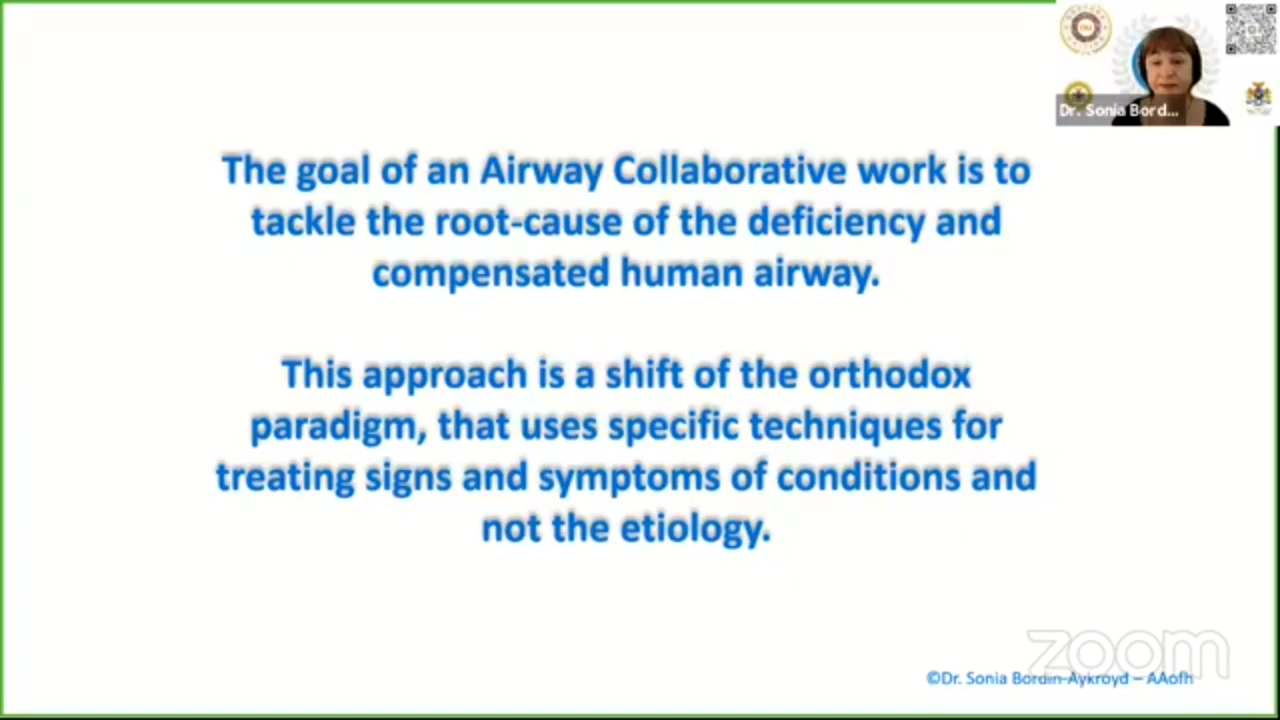 Dr. Sonia Bord...
The goal of an Airway Collaborative work is to
tackle the root-cause of the deficiency and
compensated human airway.
This approach is a shift of the orthodox
paradigm, that uses specific techniques for
treating signs and symptoms of conditions and
not the etiology.
zoom
©Dr. Sonia Bordin-Aykroyd – AAofh